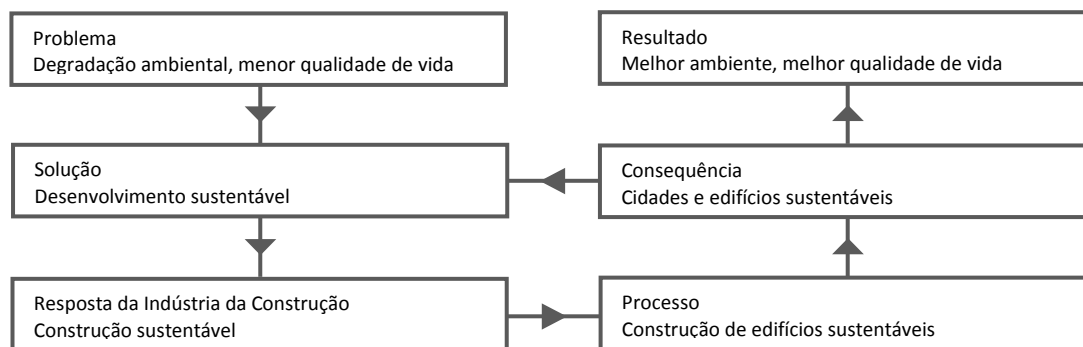 Problema
Degradação ambiental, menor qualidade de vida
Solução
Desenvolvimento sustentável
Resposta da Indústria da Construção
Construção sustentável
Processo
Construção de edifícios sustentáveis
Consequência
Cidades e edifícios sustentáveis
Resultado
Melhor ambiente, melhor qualidade de vida